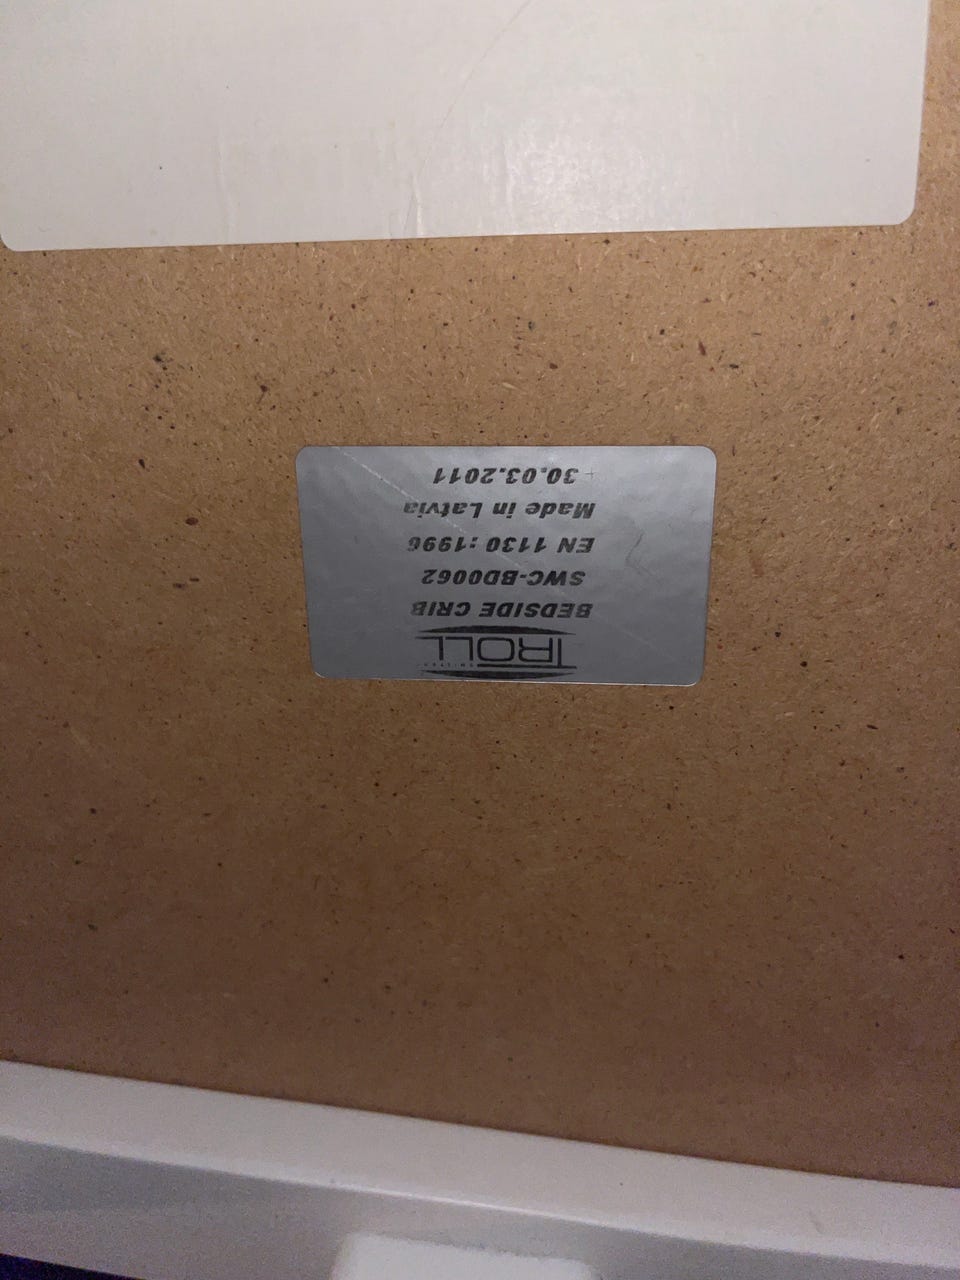 TROLL
BEDSIDE CRIB
SWC-BD0062
EN 1130 :1996
Made in Latvia
30.03.2011